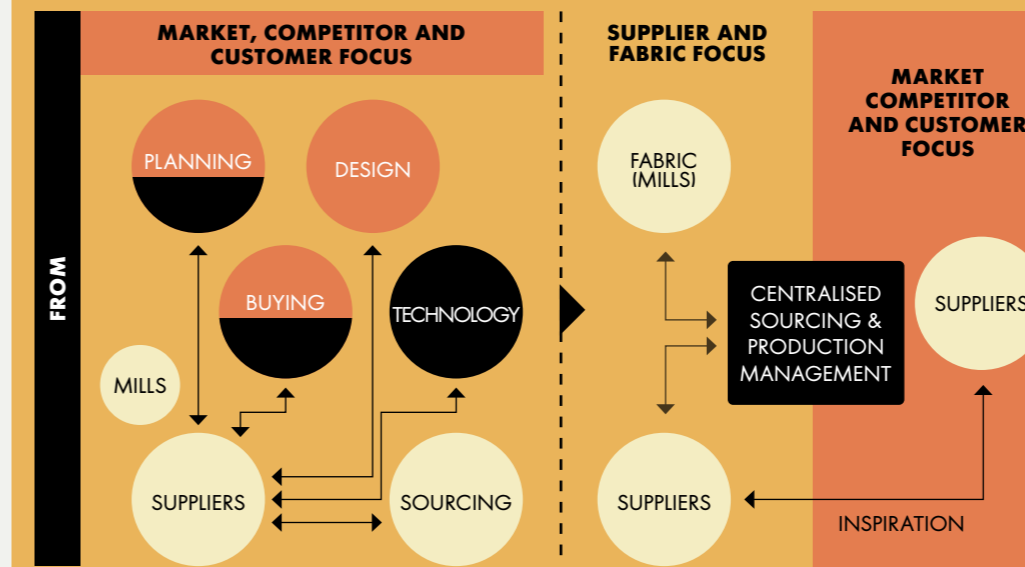 FROM
MARKET, COMPETITOR AND
CUSTOMER FOCUS
PLANNING
DESIGN
BUYING
TECHNOLOGY
MILLS
SUPPLIERS
SOURCING
SUPPLIER AND
FABRIC FOCUS
FABRIC
(MILLS)
CENTRALISED
SOURCING &
PRODUCTION
MANAGEMENT
SUPPLIERS
MARKET
COMPETITOR
AND CUSTOMER
FOCUS
SUPPLIERS
INSPIRATION